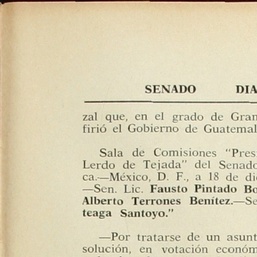 SENADO DIA
zal que, en el grado de Gran
firió el Gobierno de Guatemal
Sala de Comisiones "Pres
Lerdo de Tejada" del Senado
ca.—México, D. F., a 18 de dic
—Sen. Lic. Fausto Pintado Bo
Alberto Terrones Benítez.—Se
teaga Santoyo."
—Por tratarse de un asunt
solución, en votación económ